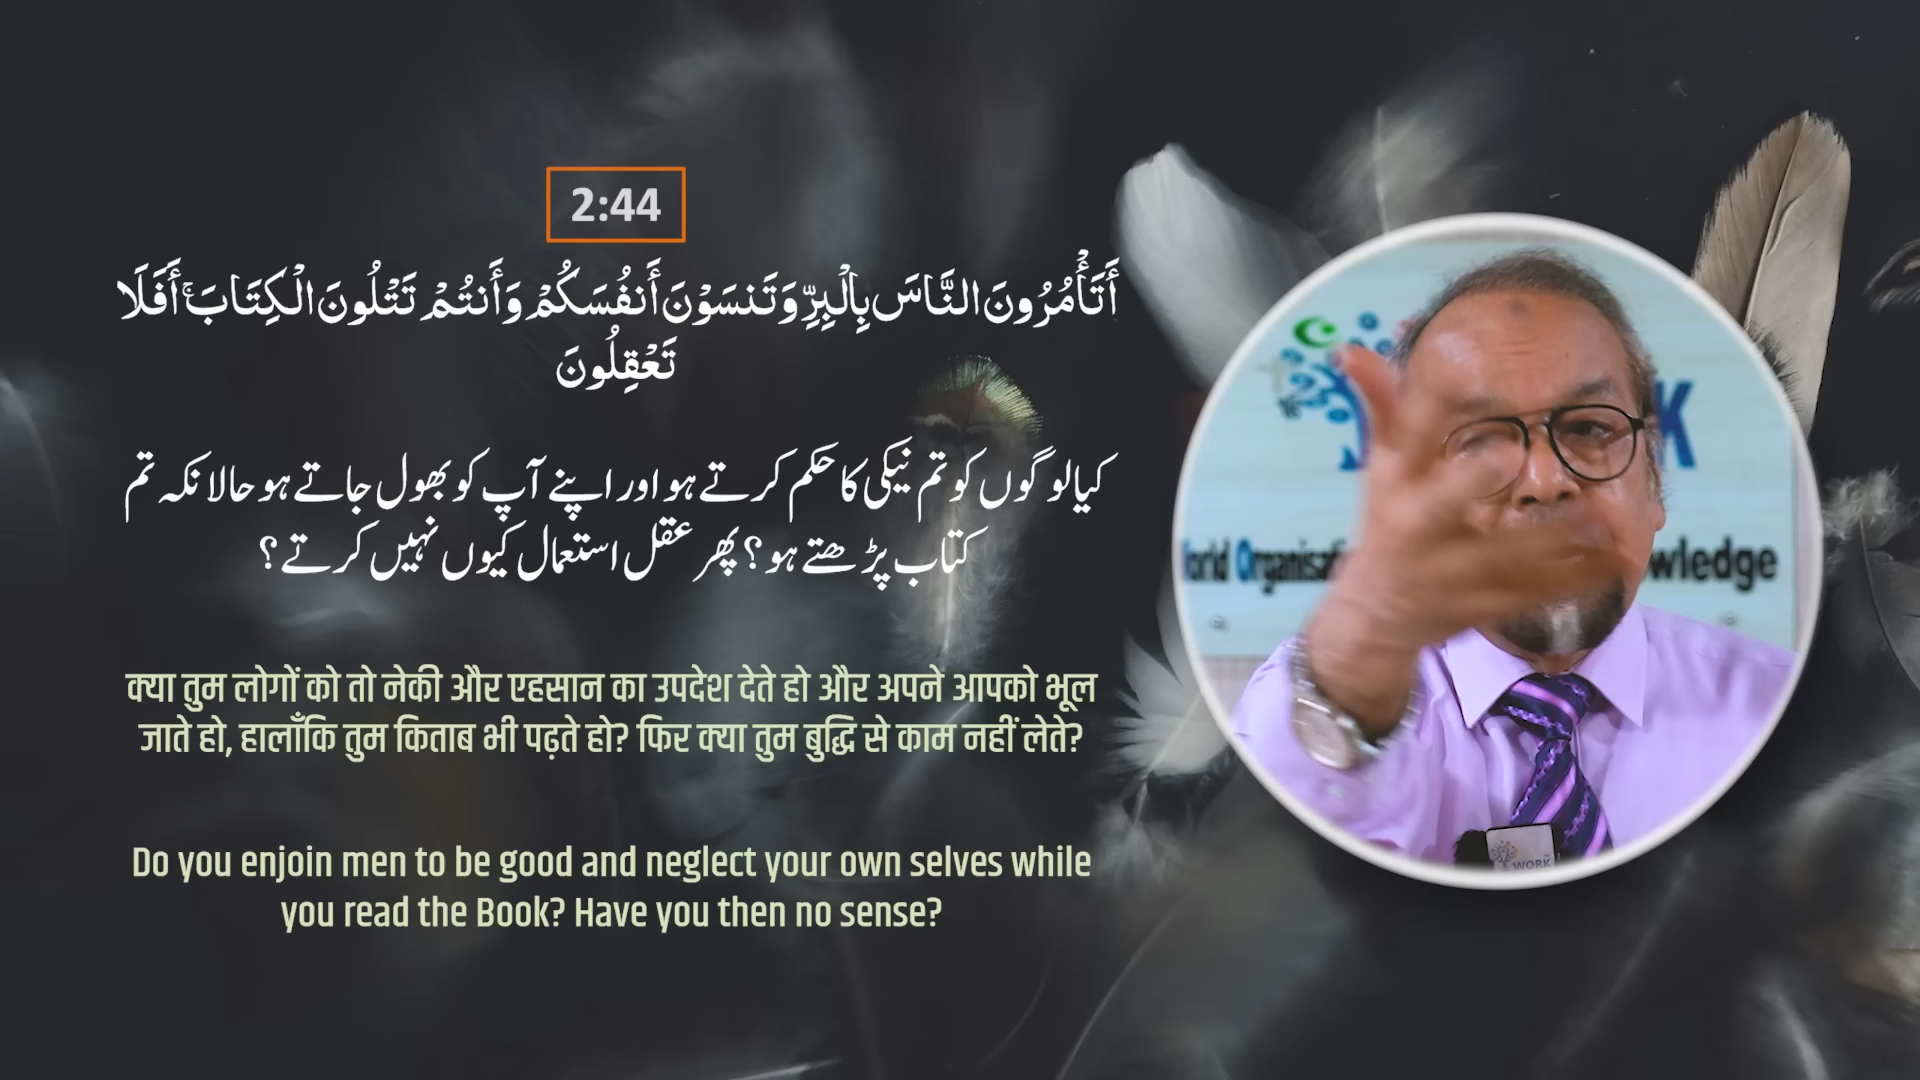 2:44
أَتَأْمُرُونَ النَّاسَ بِالْبِرِّ وَتَنسَوْنَ أَنفُسَكُمْ وَأَنتُمْ تَتْلُونَ الْكِتَابَ ۚ أَفَلَا
تَعْقِلُونَ
کیا لوگوں کو تم نیکی کا حکم کرتے ہو اور اپنے آپ کو بھول جاتے ہو حالانکہ تم
کتاب پڑھتے ہو؟ پھر عقل استعمال کیوں نہیں کرتے؟
क्या तुम लोगों को तो नेकी और एहसान का उपदेश देते हो और अपने आपको भूल
जाते हो, हालाँकि तुम किताब भी पढ़ते हो? फिर क्या तुम बुद्धि से काम नहीं लेते?
Do you enjoin men to be good and neglect your own selves while
you read the Book? Have you then no sense?
K
orld Organisa wledge
WORK